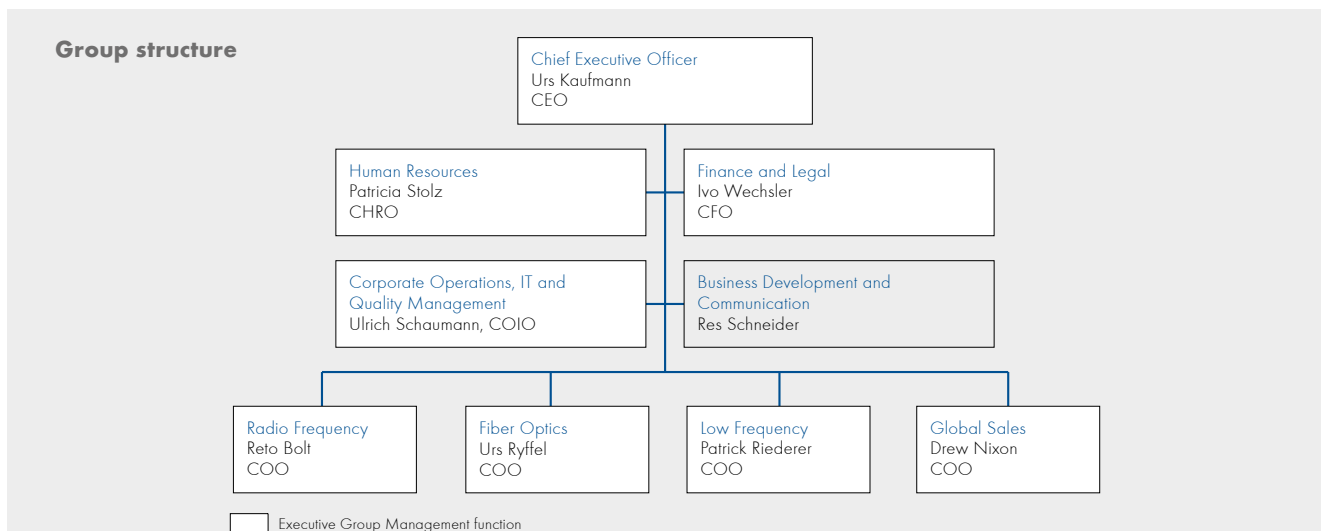 Group structure
Chief Executive Officer
Urs Kaufmann
CEO
Human Resources
Patricia Stolz
CHRO
Finance and Legal
Ivo Wechsler
CFO
Corporate Operations, IT and
Quality Management
Ulrich Schaumann, COIO
Business Development and
Communication
Res Schneider
Radio Frequency
Reto Bolt
COO
Fiber Optics
Urs Ryffel
COO
Low Frequency
Patrick Riederer
COO
Global Sales
Drew Nixon
COO
Executive Group Management function